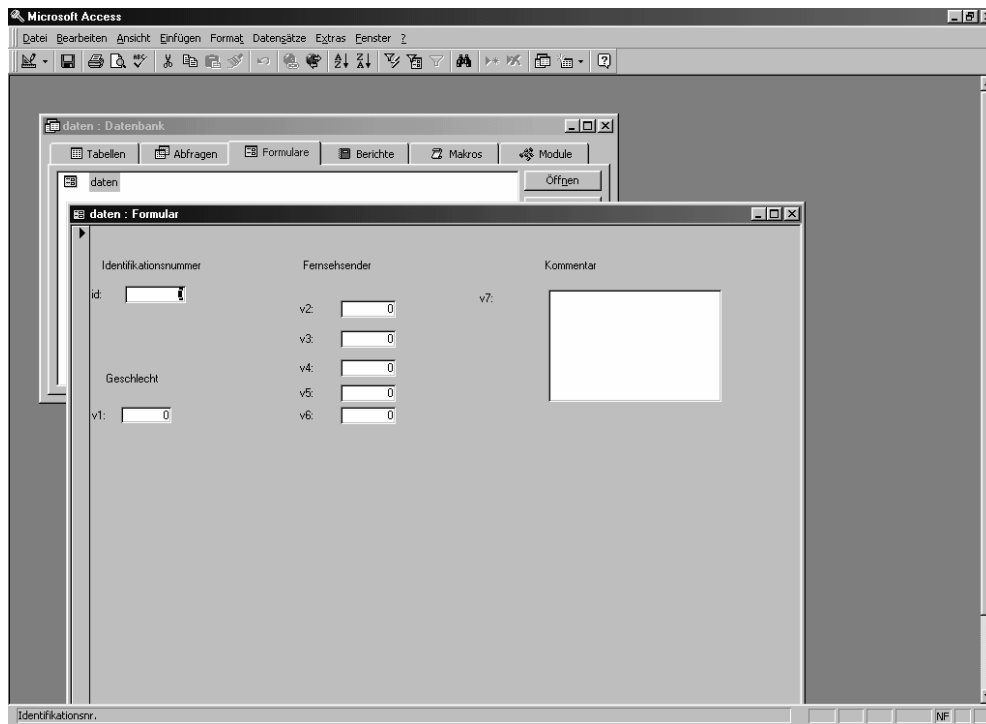 Microsoft Access
Datei Bearbeiten Ansicht Einfügen Format Datensätze Extras Fenster ?
daten : Datenbank
Tabellen Abfragen Formulare Berichte Makros Module
daten Öffnen
daten : Formular
Identifikationsnummer Fernsehsender Kommentar
id: v7:
v2: 0
v3: 0
v4: 0
Geschlecht
v5: 0
v1: 0 v6: 0
Identifikationsnr. NF